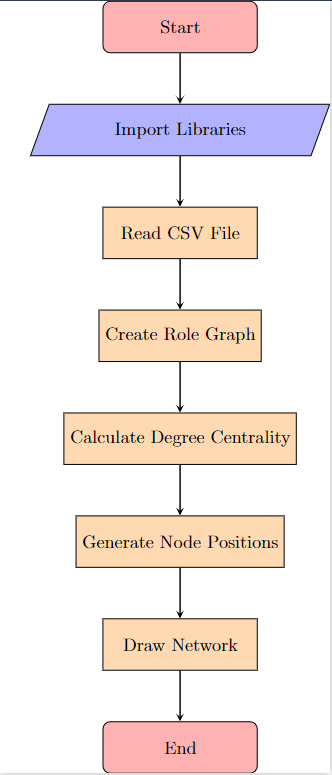 Start
Import Libraries
Read CSV File
Create Role Graph
Calculate Degree Centrality
Generate Node Positions
Draw Network
End